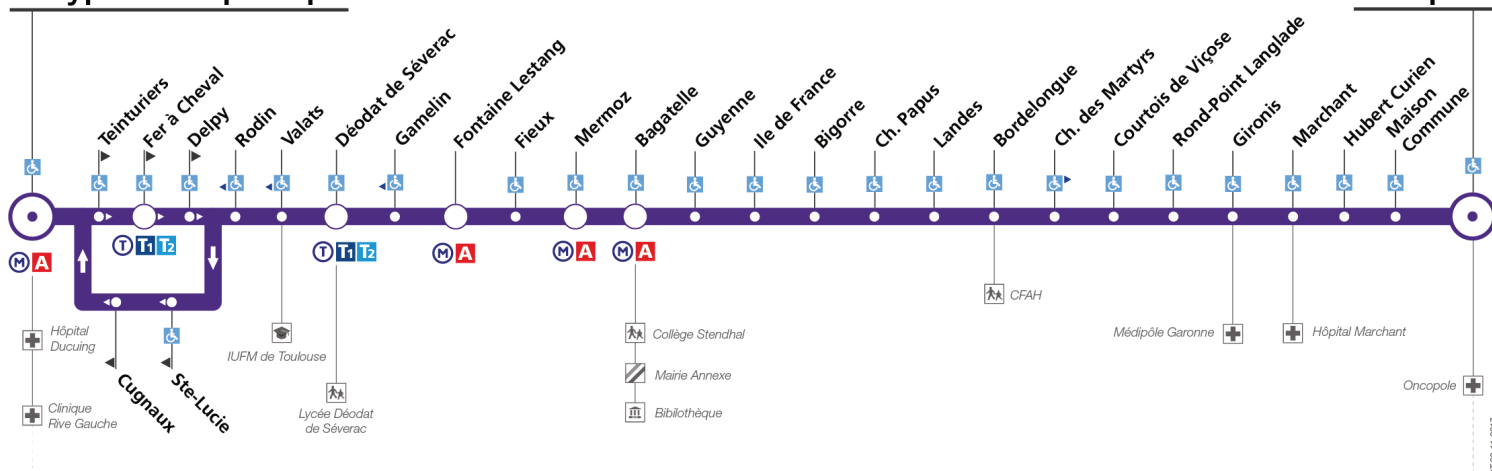 Teinturiers
Fer à Cheval
Delpy
Rodin
Valats
Déodat de Séverac
Gamelin
Fontaine Lestang
Fieux
Mermoz
Bagatelle
Guyenne
Ile de France
Bigorre
Ch. Papus
Landes
Bordelongue
Ch. des Martyrs
Courtois de Viçose
Rond-Point Langlade
Gironis
Marchant
Hubert Curien
Maison
Commune
M A
T T1 T2
T T1 T2
M A
M A
M A
Hôpital
Ducuing
Clinique
Rive Gauche
Cugnaux
Ste-Lucie
IUFM de Toulouse
Lycée Déodat
de Séverac
Collège Stendhal
Mairie Annexe
Bibilothèque
CFAH
Médipôle Garonne
Hôpital Marchant
Oncopole